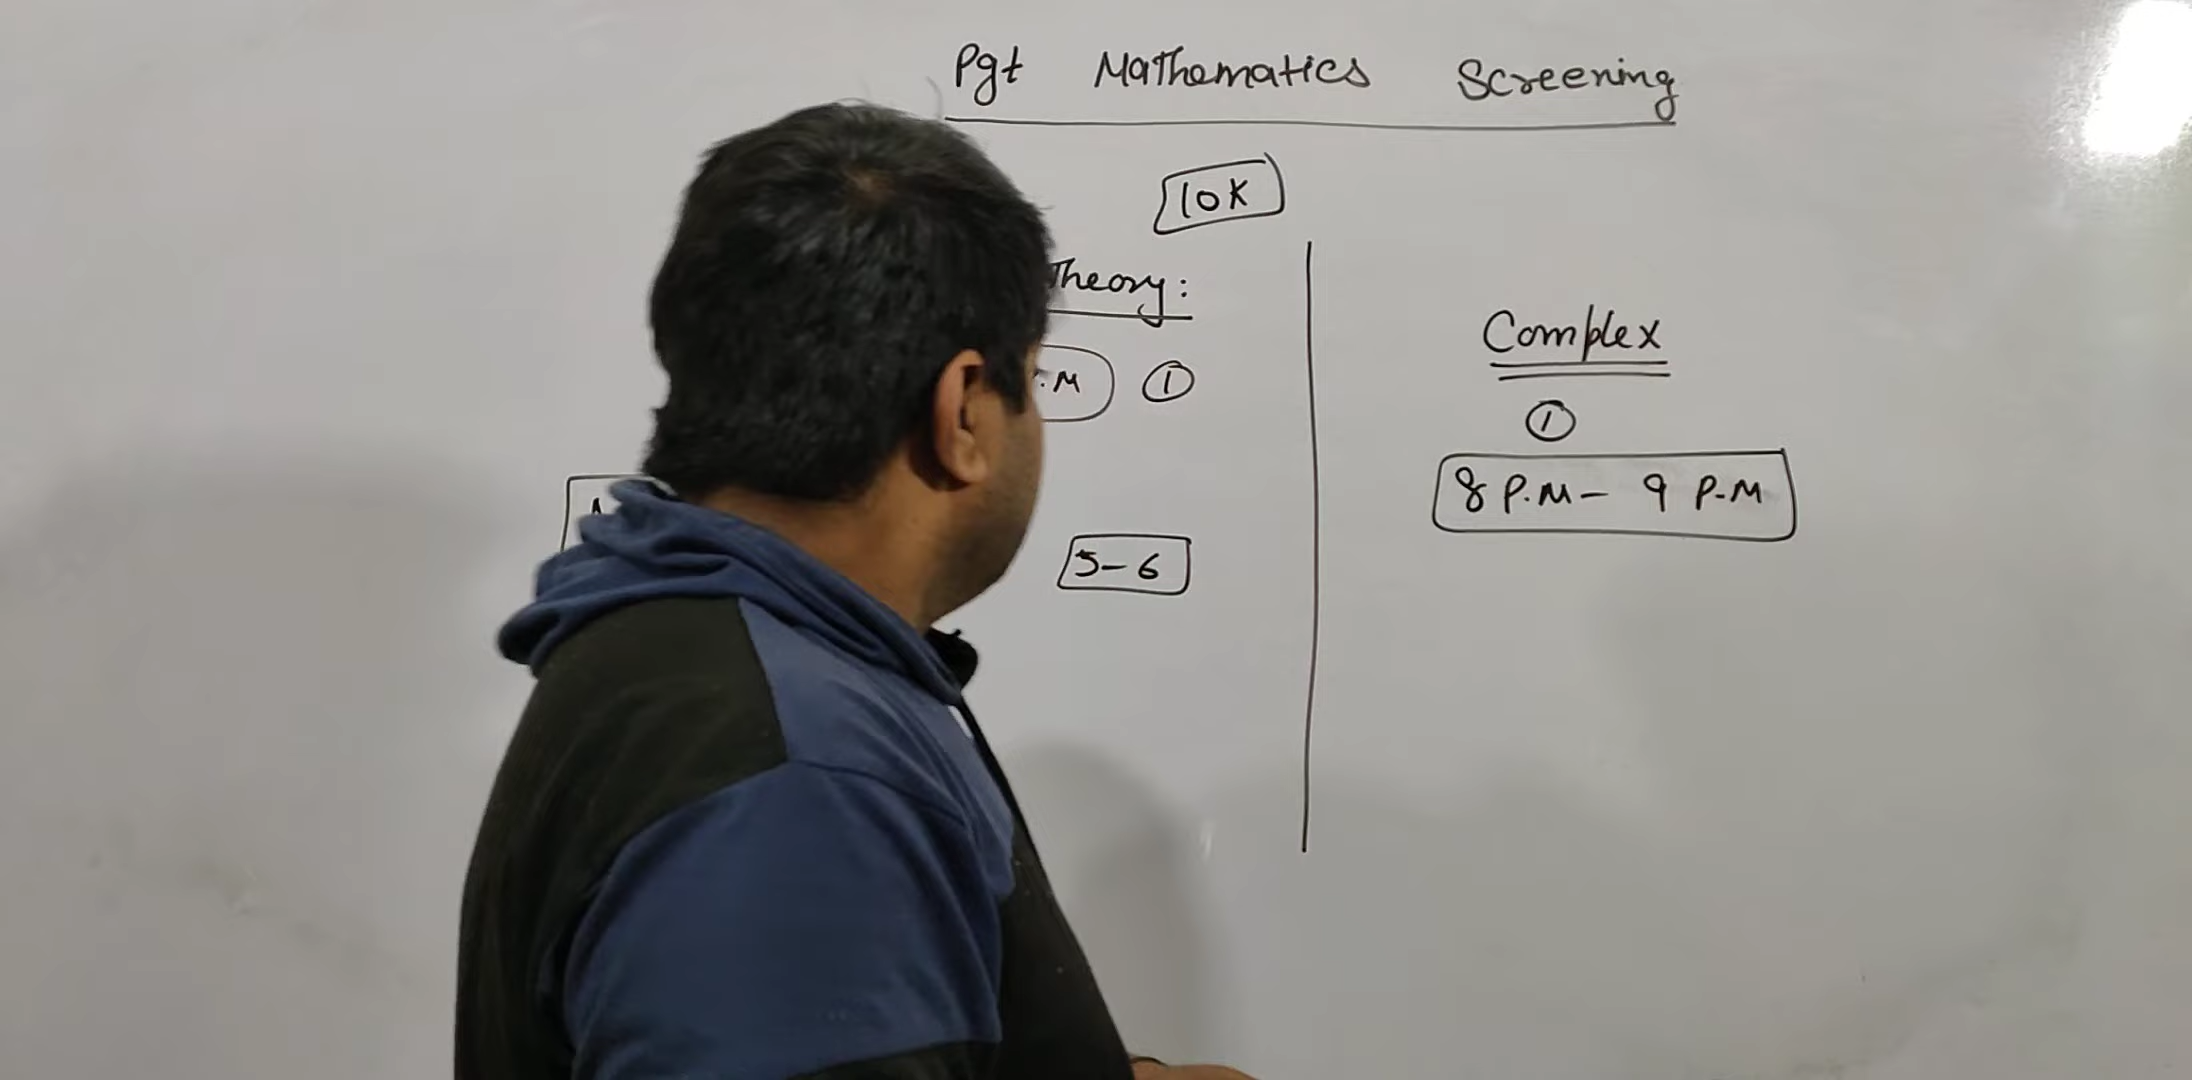 Pgt Mathematics Screening
10K
Theory:
.M ①
5-6
Complex
①
8 P.M - 9 P-M